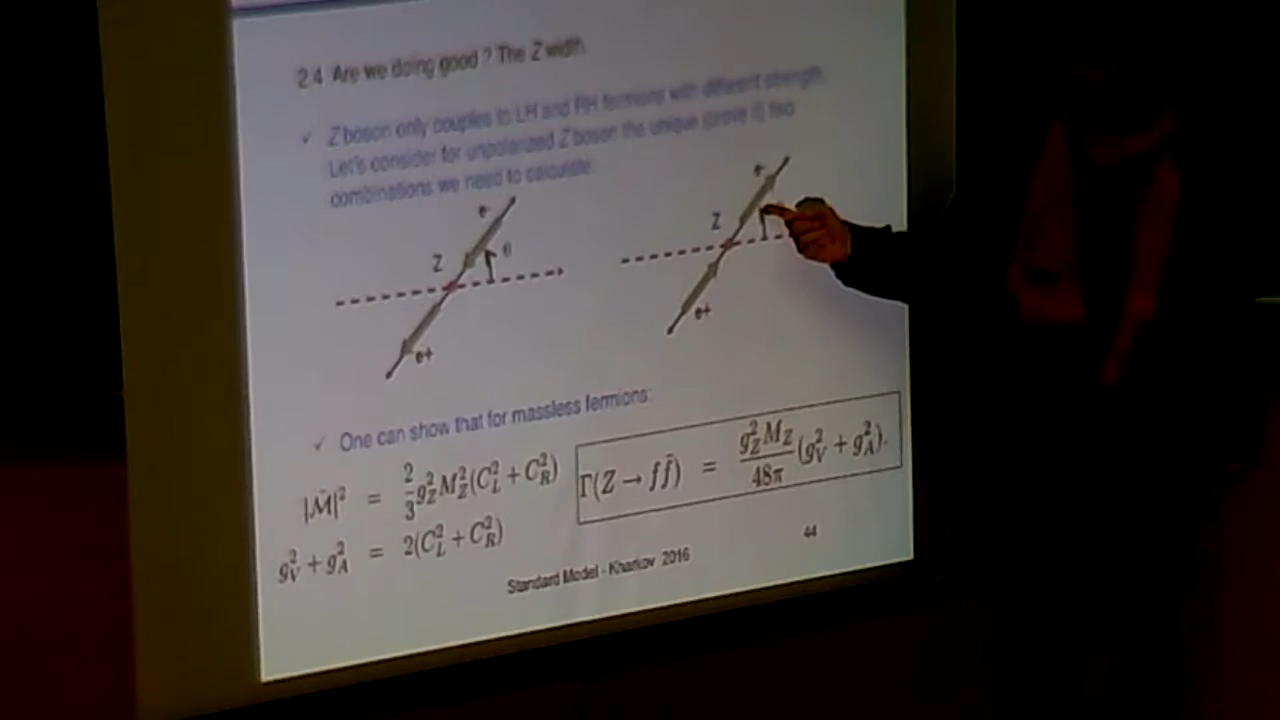 2.4 Are we doing good ? The Z width
✓ Z boson only couples to LH and RH fermions with different strength.
Let's consider for unpolarized Z boson the unique (prove it) two
combinations we need to calculate:
e- Z θ e+
e- Z e+
✓ One can show that for massless fermions:
|M̄|² = 2/3 g_Z² M_Z² (C_L² + C_R²)
g_V² + g_A² = 2(C_L² + C_R²)
Γ(Z → f f̄) = g_Z² M_Z / 48π (g_V² + g_A²).
Standard Model - Kharkov 2016
44